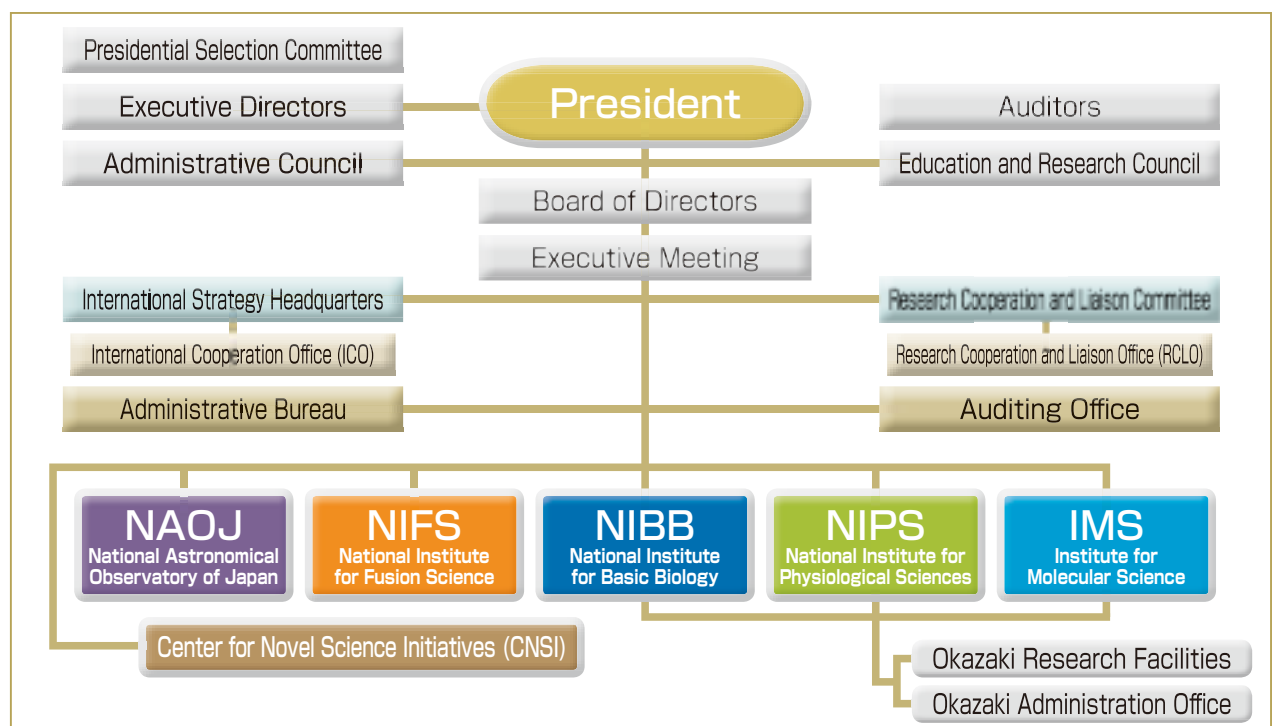 Presidential Selection Committee
Executive Directors
President
Auditors
Administrative Council
Education and Research Council
Board of Directors
Executive Meeting
International Strategy Headquarters
Research Cooperation and Liaison Committee
International Cooperation Office (ICO)
Research Cooperation and Liaison Office (RCLO)
Administrative Bureau
Auditing Office
NAOJ
National Astronomical
Observatory of Japan
NIFS
National Institute
for Fusion Science
NIBB
National Institute
for Basic Biology
NIPS
National Institute for
Physiological Sciences
IMS
Institute for
Molecular Science
Center for Novel Science Initiatives (CNSI)
Okazaki Research Facilities
Okazaki Administration Office